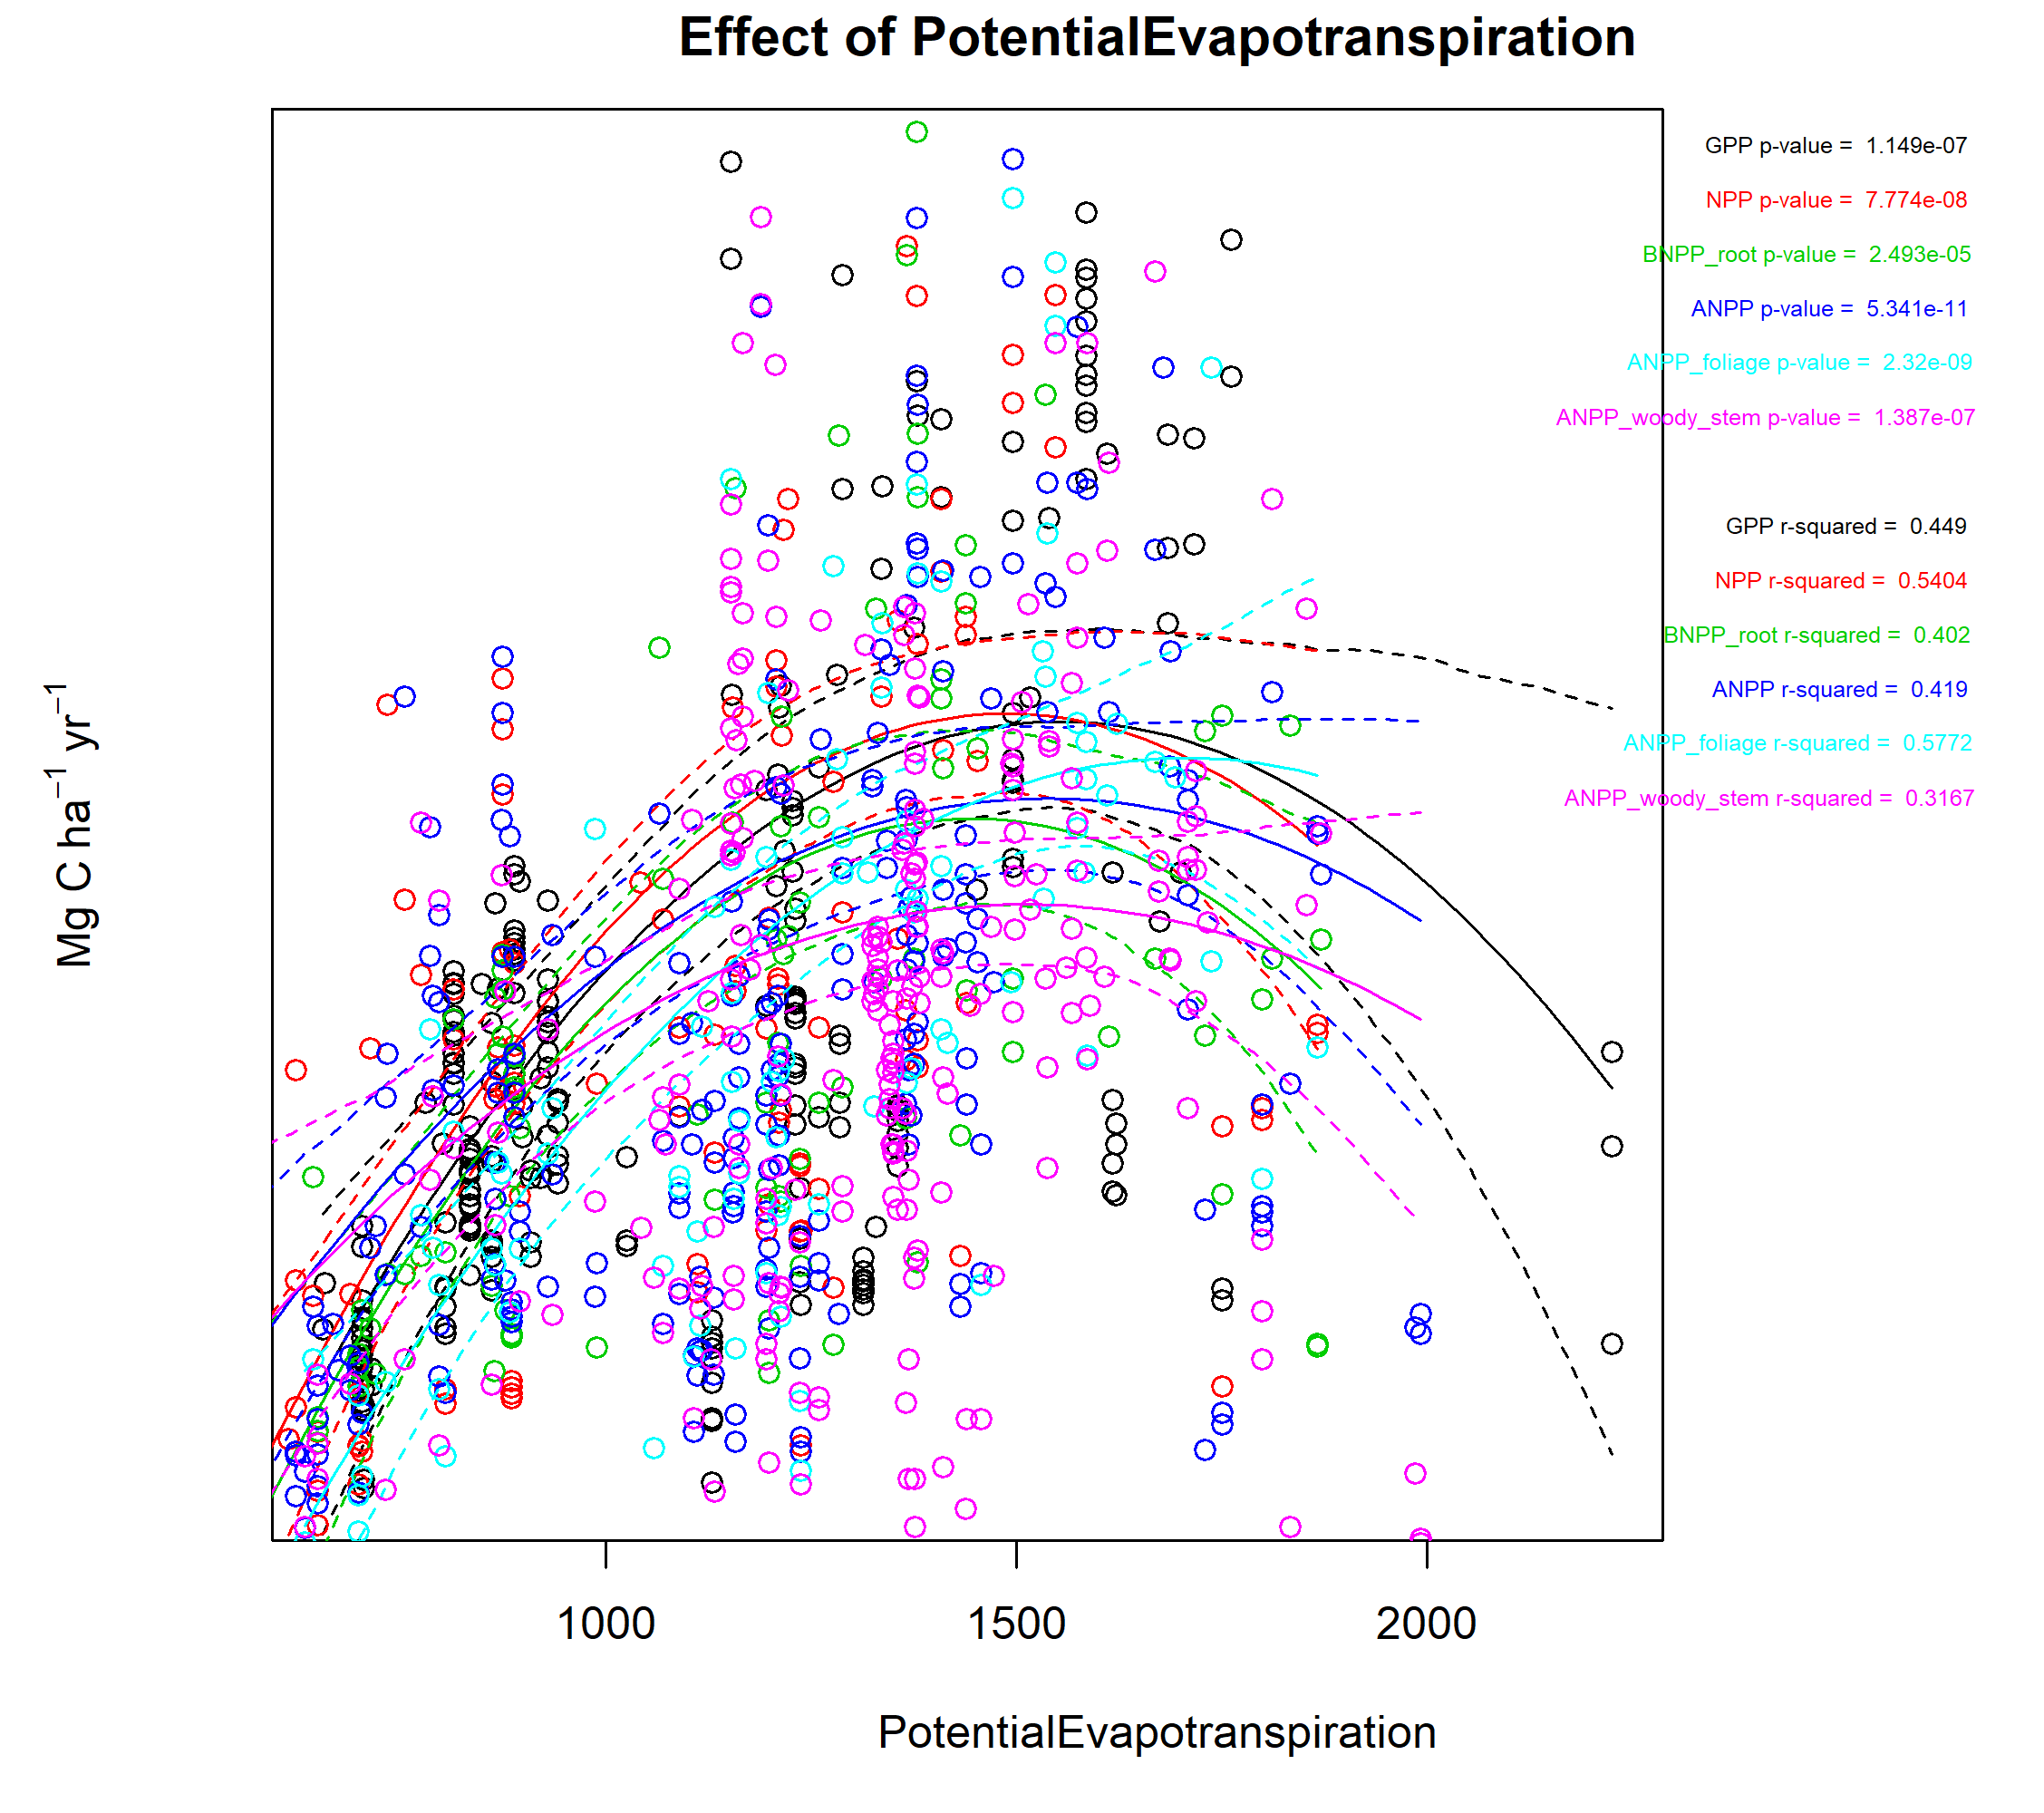 Effect of PotentialEvapotranspiration
GPP p-value = 1.149e-07
NPP p-value = 7.774e-08
BNPP_root p-value = 2.493e-05
ANPP p-value = 5.341e-11
ANPP_foliage p-value = 2.32e-09
ANPP_woody_stem p-value = 1.387e-07
GPP r-squared = 0.449
NPP r-squared = 0.5404
BNPP_root r-squared = 0.402
ANPP r-squared = 0.419
ANPP_foliage r-squared = 0.5772
ANPP_woody_stem r-squared = 0.3167
Mg C ha⁻¹ yr⁻¹
1000 1500 2000
PotentialEvapotranspiration